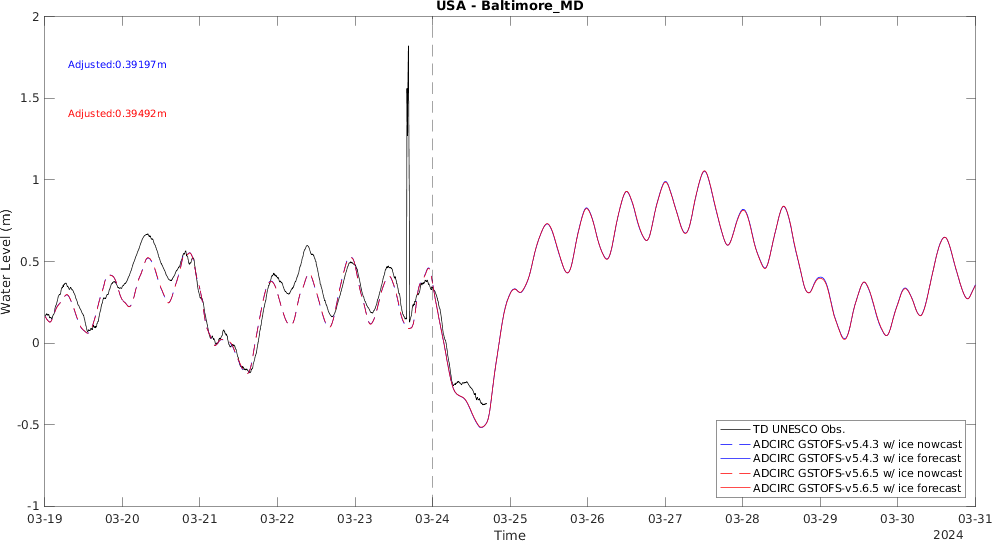 USA - Baltimore_MD
2
Adjusted:0.39197m
1.5
Adjusted:0.39492m
1
0.5
Water Level (m)
0
-0.5
-1
TD UNESCO Obs.
ADCIRC GSTOFS-v5.4.3 w/ ice nowcast
ADCIRC GSTOFS-v5.4.3 w/ ice forecast
ADCIRC GSTOFS-v5.6.5 w/ ice nowcast
ADCIRC GSTOFS-v5.6.5 w/ ice forecast
03-19 03-20 03-21 03-22 03-23 03-24 03-25 03-26 03-27 03-28 03-29 03-30 03-31
Time
2024